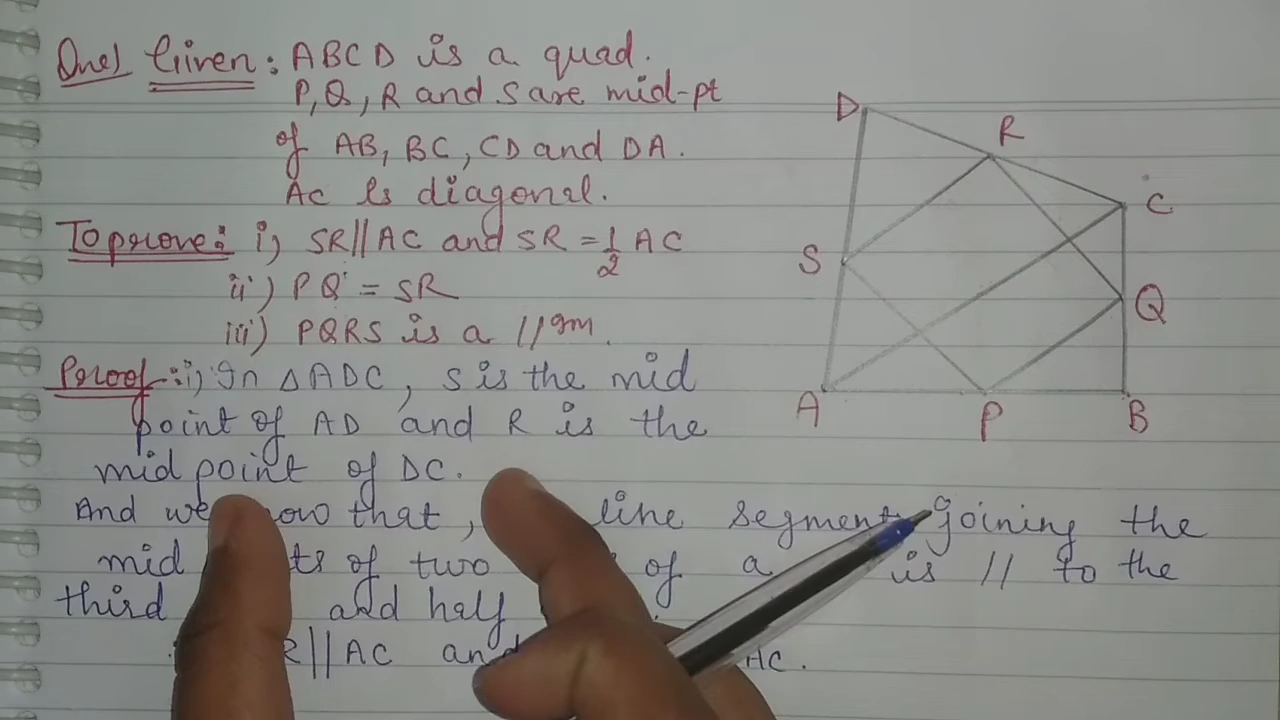 Que1 Given: ABCD is a quad.
P, Q, R and S are mid-pt
of AB, BC, CD and DA.
AC is diagonal.
To prove: i) SR || AC and SR = 1/2 AC
ii) PQ = SR
iii) PQRS is a //gm.
Proof: i) In △ADC, S is the mid
point of AD and R is the
mid point of DC.
And we that, line segment joining the
mid of two of a is // to the
third and half
R || AC and AC.
D
R
C
S
Q
A
P
B